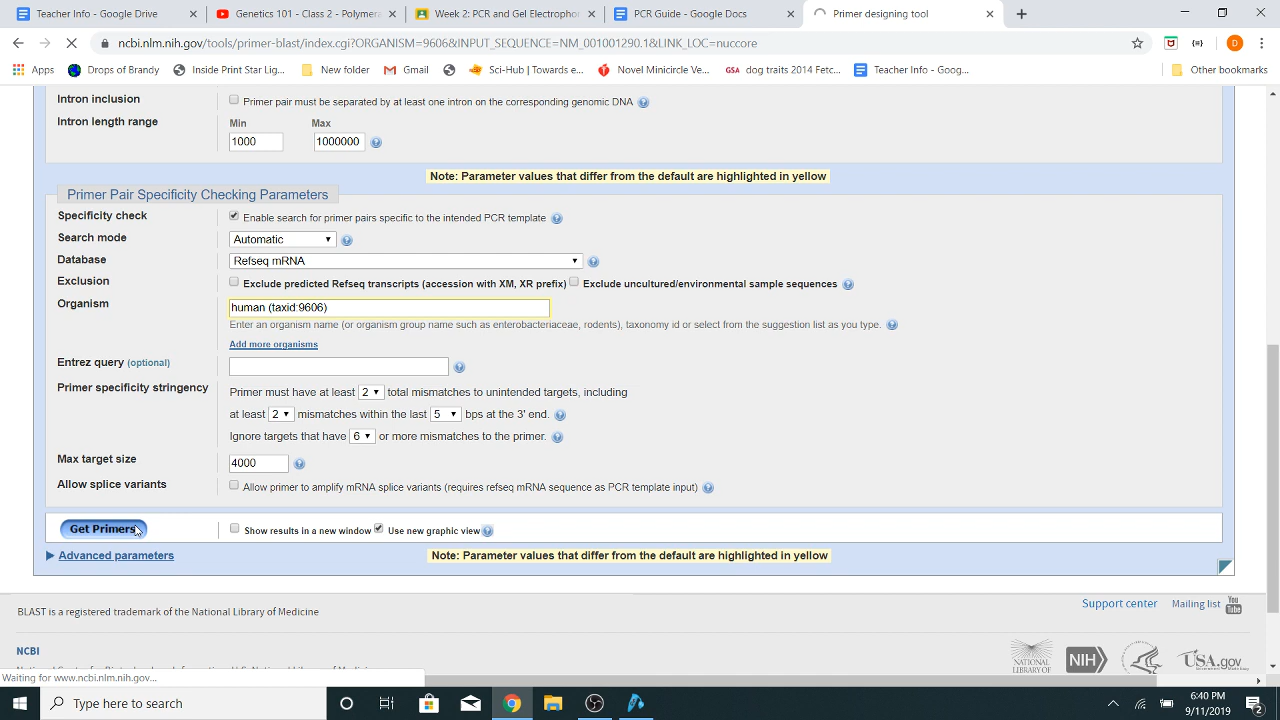 Teacher Info - Google Drive
Genetics 101 - Class 2 - Polymera
Week 2: PCR and Gel Electrophor
PCR Guide - Google Docs
Primer designing tool
ncbi.nlm.nih.gov/tools/primer-blast/index.cgi?ORGANISM=9606&INPUT_SEQUENCE=NM_001001290.1&LINK_LOC=nuccore
D
Apps
Drops of Brandy
Inside Print Star Lig...
New folder
Gmail
Sci-Hub | Towards e...
Novel Minicircle Ve...
GSA dog traits 2014 Fetc...
Teacher Info - Goog...
Other bookmarks
Intron inclusion
Primer pair must be separated by at least one intron on the corresponding genomic DNA
Intron length range
Min Max
1000 1000000
Note: Parameter values that differ from the default are highlighted in yellow
Primer Pair Specificity Checking Parameters
Specificity check
Enable search for primer pairs specific to the intended PCR template
Search mode
Automatic
Database
Refseq mRNA
Exclusion
Exclude predicted Refseq transcripts (accession with XM, XR prefix) Exclude uncultured/environmental sample sequences
Organism
human (taxid:9606)
Enter an organism name (or organism group name such as enterobacteriaceae, rodents), taxonomy id or select from the suggestion list as you type.
Add more organisms
Entrez query (optional)
Primer specificity stringency
Primer must have at least 2 total mismatches to unintended targets, including
at least 2 mismatches within the last 5 bps at the 3' end.
Ignore targets that have 6 or more mismatches to the primer.
Max target size
4000
Allow splice variants
Allow primer to amplify mRNA splice variants (requires refseq mRNA sequence as PCR template input)
Get Primers
Show results in a new window Use new graphic view
Advanced parameters
Note: Parameter values that differ from the default are highlighted in yellow
BLAST is a registered trademark of the National Library of Medicine
Support center Mailing list You Tube
NCBI
NATIONAL LIBRARY OF
NIH
USA.gov
Waiting for www.ncbi.nlm.nih.gov...
Type here to search
6:40 PM
9/11/2019
2